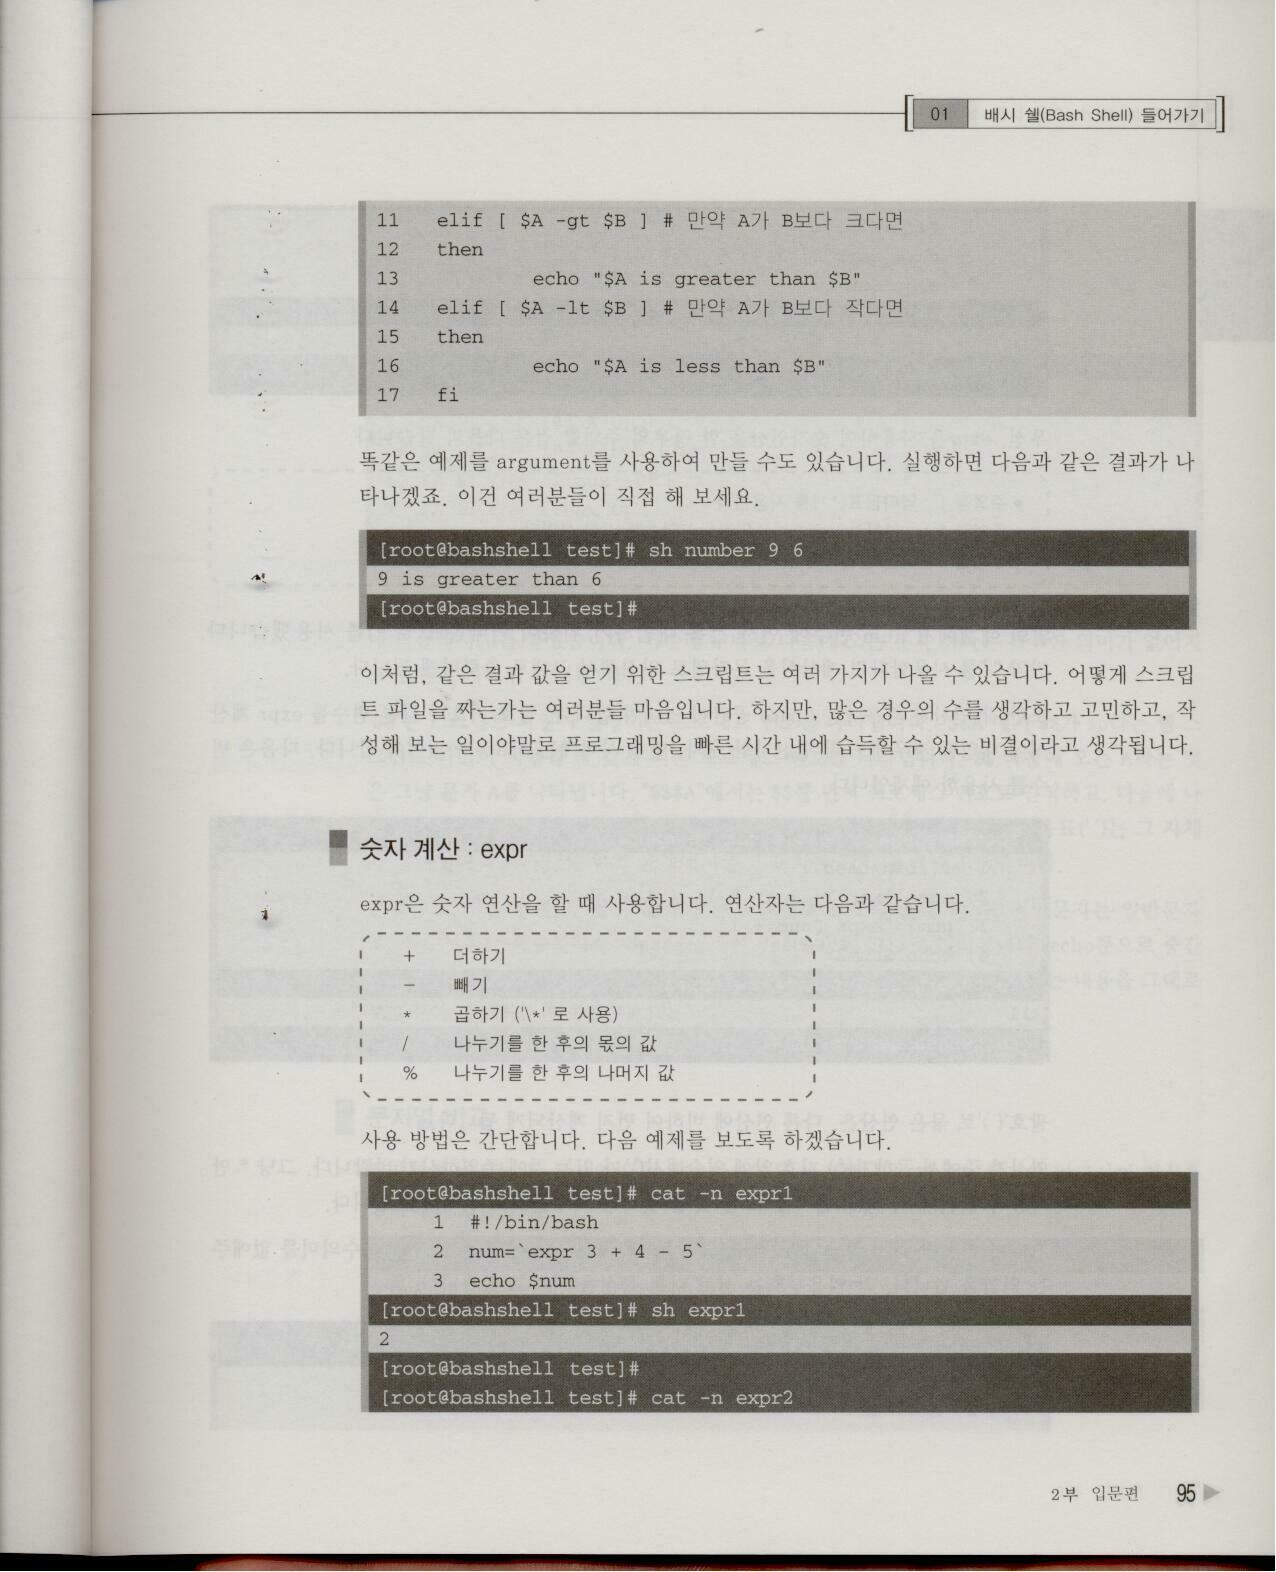 01 배시 쉘(Bash Shell) 들어가기
11 elif [ $A -gt $B ] # 만약 A가 B보다 크다면
12 then
13 echo "$A is greater than $B"
14 elif [ $A -lt $B ] # 만약 A가 B보다 작다면
15 then
16 echo "$A is less than $B"
17 fi
똑같은 예제를 argument를 사용하여 만들 수도 있습니다. 실행하면 다음과 같은 결과가 나
타나겠죠. 이건 여러분들이 직접 해 보세요.
[root@bashshell test]# sh number 9 6
9 is greater than 6
[root@bashshell test]#
이처럼, 같은 결과 값을 얻기 위한 스크립트는 여러 가지가 나올 수 있습니다. 어떻게 스크립
트 파일을 짜는가는 여러분들 마음입니다. 하지만, 많은 경우의 수를 생각하고 고민하고, 작
성해 보는 일이야말로 프로그래밍을 빠른 시간 내에 습득할 수 있는 비결이라고 생각됩니다.
숫자 계산 : expr
expr은 숫자 연산을 할 때 사용합니다. 연산자는 다음과 같습니다.
+ 더하기
- 빼기
* 곱하기 ('\*' 로 사용)
/ 나누기를 한 후의 몫의 값
% 나누기를 한 후의 나머지 값
사용 방법은 간단합니다. 다음 예제를 보도록 하겠습니다.
[root@bashshell test]# cat -n expr1
1 #!/bin/bash
2 num=`expr 3 + 4 - 5`
3 echo $num
[root@bashshell test]# sh expr1
2
[root@bashshell test]#
[root@bashshell test]# cat -n expr2
2부 입문편 95